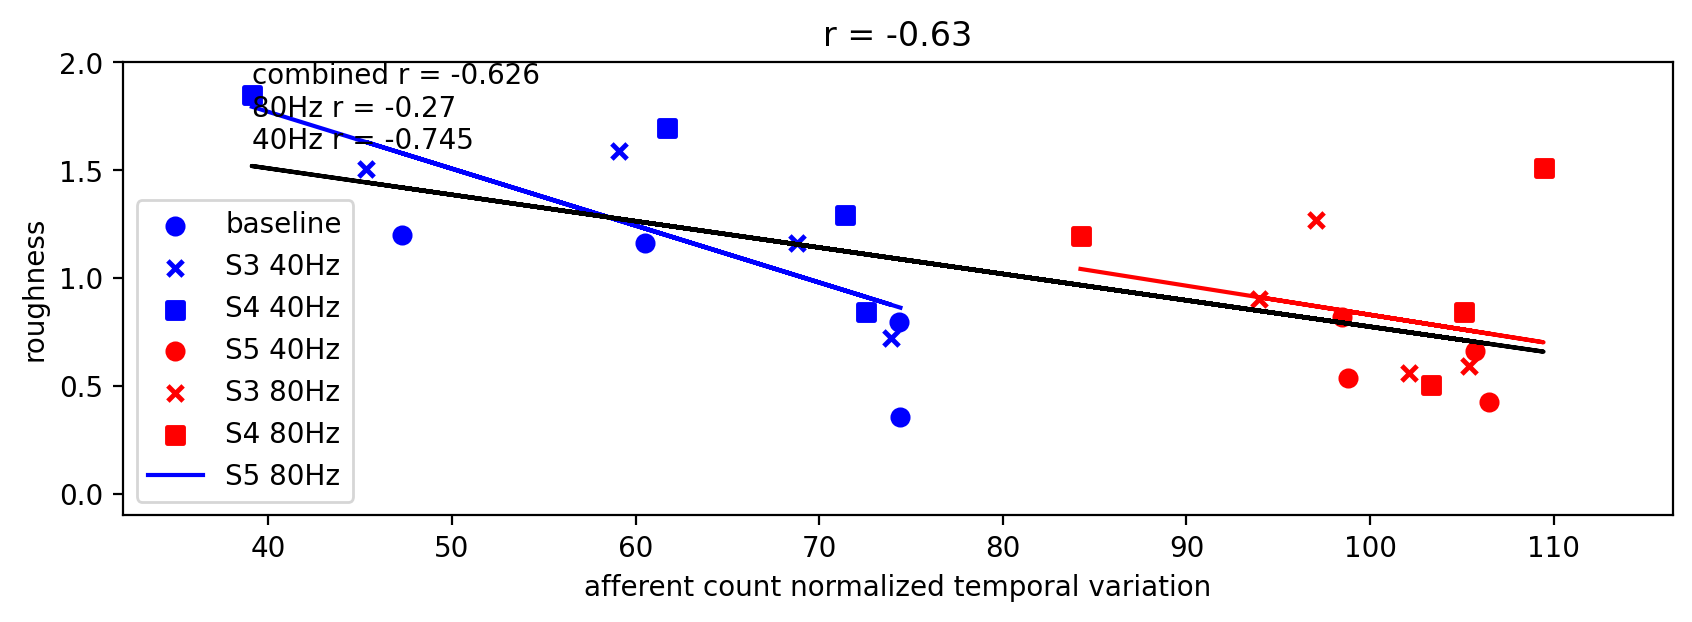 r = -0.63
combined r = -0.626
80Hz r = -0.27
40Hz r = -0.745
2.0
1.5
1.0
0.5
0.0
roughness
baseline
S3 40Hz
S4 40Hz
S5 40Hz
S3 80Hz
S4 80Hz
S5 80Hz
40 50 60 70 80 90 100 110
afferent count normalized temporal variation